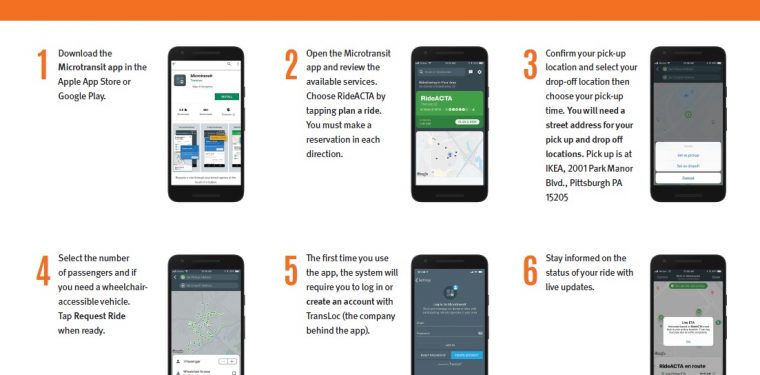 1
Download the
Microtransit app in the
Apple App Store or
Google Play.
Microtransit
INSTALL
2
Open the Microtransit
app and review the
available services.
Choose RideACTA by
tapping plan a ride.
You must make a
reservation in each
direction.
RideACTA
PLAN A RIDE
3
Confirm your pick-up
location and select your
drop-off location then
choose your pick-up
time. You will need a
street address for your
pick up and drop off
locations. Pick up is at
IKEA, 2001 Park Manor
Blvd., Pittsburgh PA
15205
Set as pickup
Set as dropoff
Cancel
4
Select the number
of passengers and if
you need a wheelchair-
accessible vehicle.
Tap Request Ride
when ready.
1 Passenger
5
The first time you use
the app, the system will
require you to log in or
create an account with
TransLoc (the company
behind the app).
6
Stay informed on the
status of your ride with
live updates.
Live ETA
OK
RideACTA en route